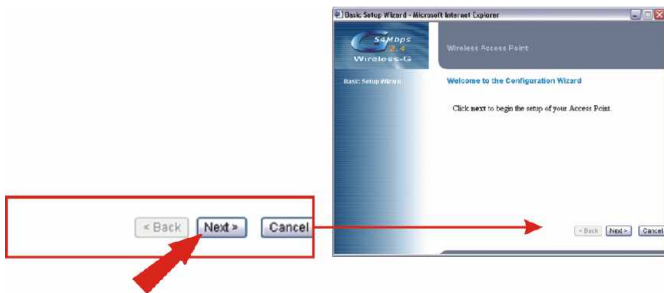 Basic Setup Wizard - Microsoft Internet Explorer
54Mbps
2.4
Wireless-G
Wireless Access Point
Basic Setup Wizard
Welcome to the Configuration Wizard
Click next to begin the setup of your Access Point.
< Back Next > Cancel
< Back Next > Cancel